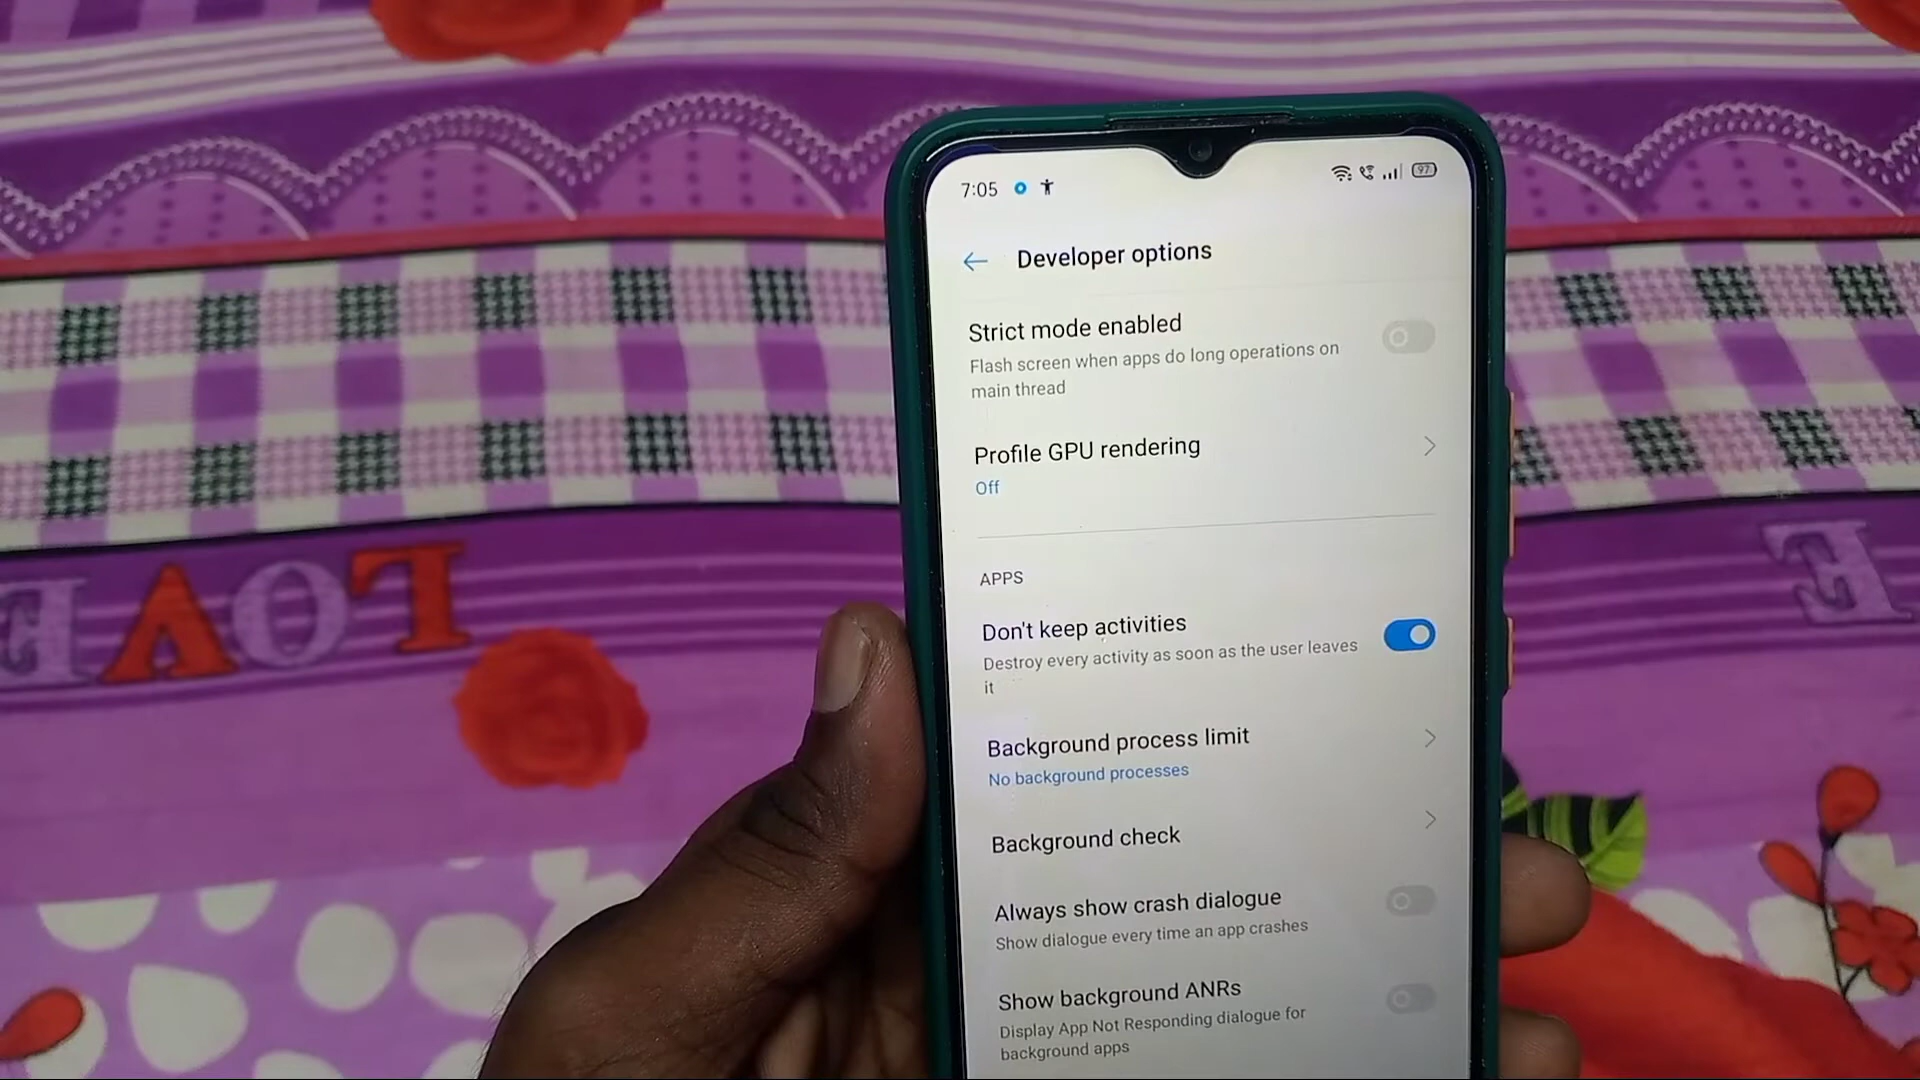 7:05
97
Developer options
Strict mode enabled
Flash screen when apps do long operations on
main thread
Profile GPU rendering
Off
APPS
Don't keep activities
Destroy every activity as soon as the user leaves
it
Background process limit
No background processes
Background check
Always show crash dialogue
Show dialogue every time an app crashes
Show background ANRs
Display App Not Responding dialogue for
background apps
LOVE
E